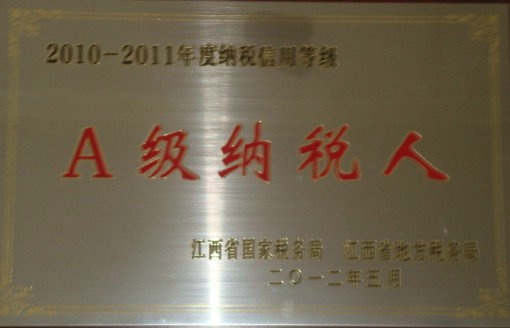 2010-2011年度纳税信用等级
A级纳税人
江西省国家税务局 江西省地方税务局
二〇一二年五月